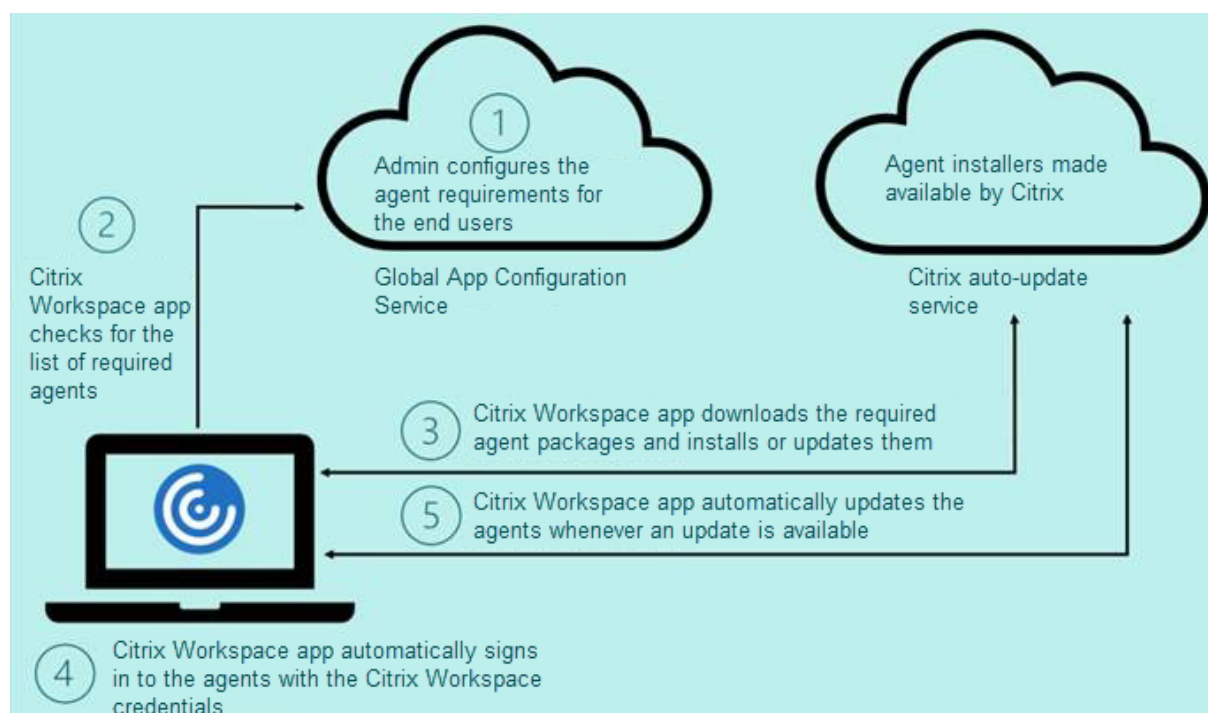 1
Admin configures the
agent requirements for
the end users
Global App Configuration
Service
Agent installers made
available by Citrix
Citrix auto-update
service
2
Citrix
Workspace app
checks for the
list of required
agents
3
Citrix Workspace app downloads the required
agent packages and installs or updates them
5
Citrix Workspace app automatically updates the
agents whenever an update is available
4
Citrix Workspace app automatically signs
in to the agents with the Citrix Workspace
credentials